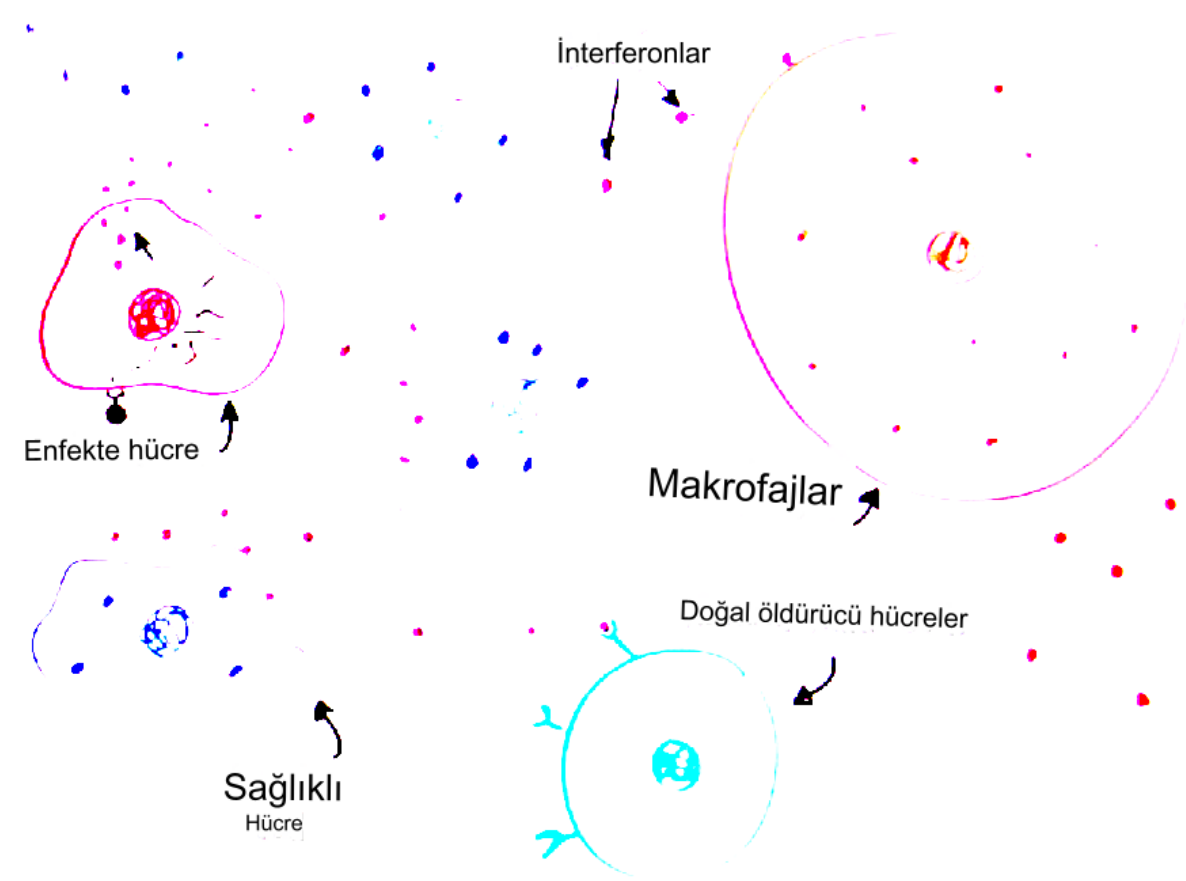 İnterferonlar
Enfekte hücre
Makrofajlar
Doğal öldürücü hücreler
Sağlıklı
Hücre